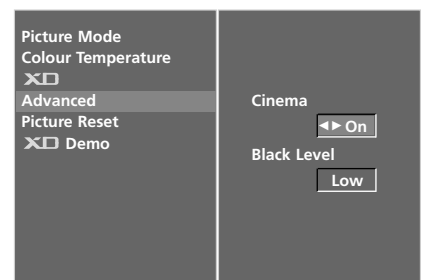 Picture Mode
Colour Temperature
XD
Advanced
Picture Reset
XD Demo
Cinema
◀▶ On
Black Level
Low